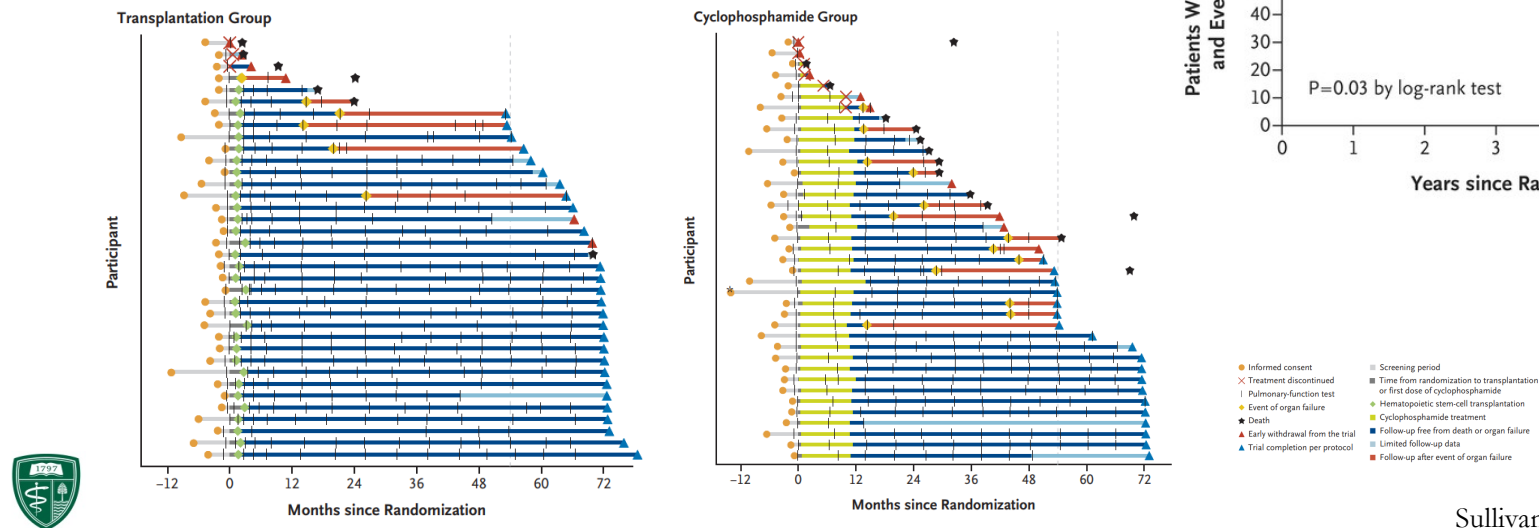 Transplantation Group
Participant
−12 0 12 24 36 48 60 72
Months since Randomization
Cyclophosphamide Group
Participant
−12 0 12 24 36 48 60 72
Months since Randomization
Patients W
and Eve
40
30
20
10
0
P=0.03 by log-rank test
0 1 2 3
Years since Ra
Informed consent
Treatment discontinued
Pulmonary-function test
Event of organ failure
Death
Early withdrawal from the trial
Trial completion per protocol
Screening period
Time from randomization to transplantation
or first dose of cyclophosphamide
Hematopoietic stem-cell transplantation
Cyclophosphamide treatment
Follow-up free from death or organ failure
Limited follow-up data
Follow-up after event of organ failure
1797
Sullivan